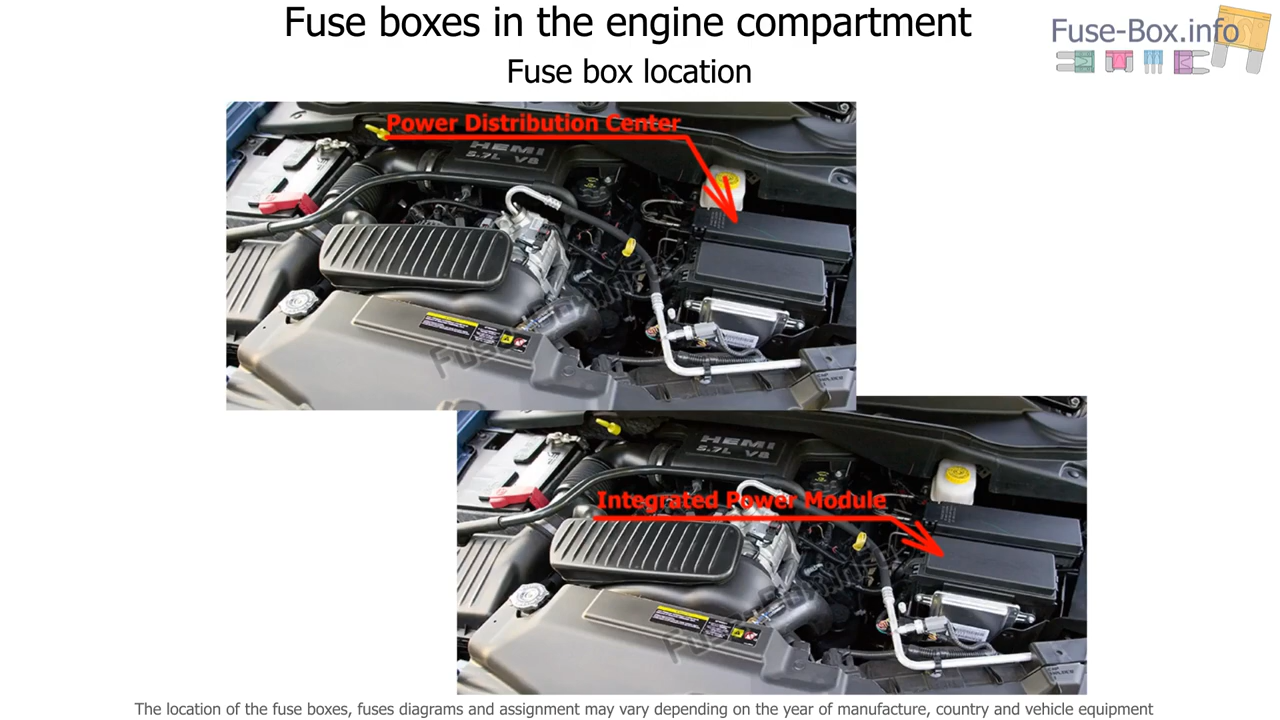 Fuse boxes in the engine compartment
Fuse-Box.info
Fuse box location
Power Distribution Center
HEMI
5.7L V8
HEMI
5.7L V8
Integrated Power Module
The location of the fuse boxes, fuses diagrams and assignment may vary depending on the year of manufacture, country and vehicle equipment